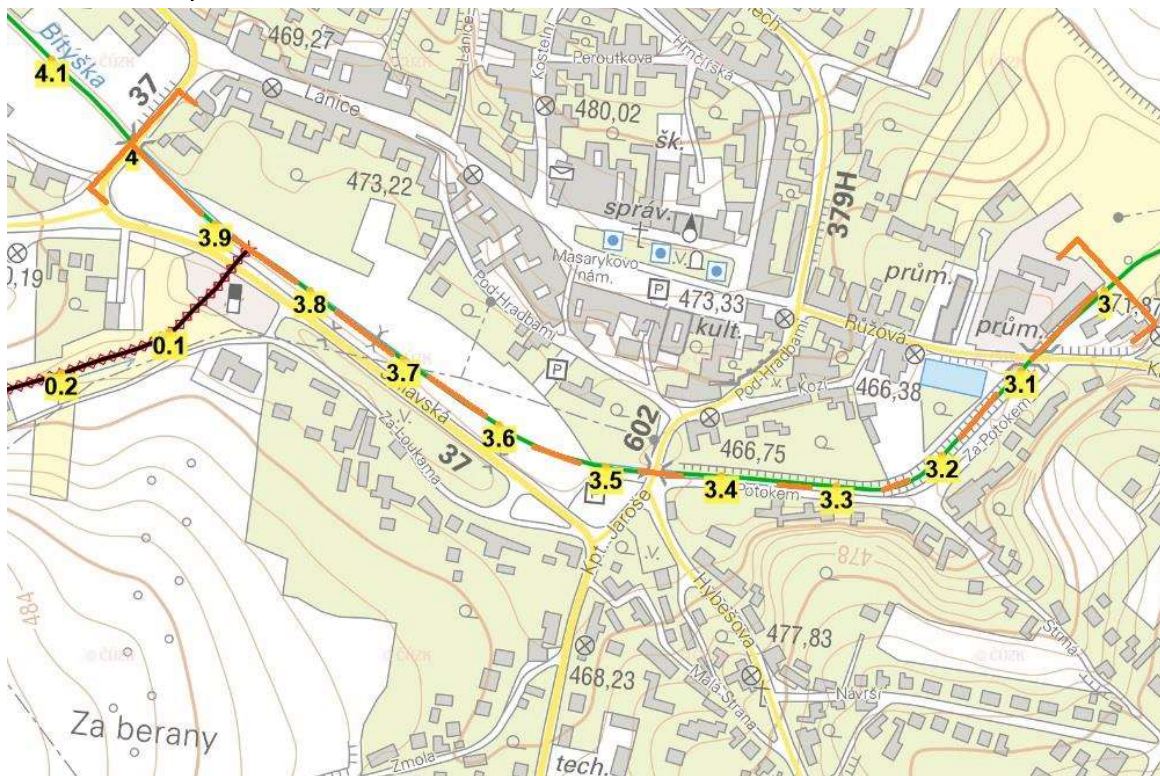 469,27
Lánice
Kostelní
Peroutkova
Hrnčířská
480,02
šk.
Bítýška
4.1
37
4
473,22
správ.
Masarykovo
nám.
P
473,33
kult.
379H
prům.
prům.
Růžová
3
3.9
3.8
0.1
0.2
3.7
Pod Hradbami
P
Pod Hradbami
Kozí
466,38
3.1
Za Potokem
3.2
602
466,75
3.6
3.5
3.4
3.3
Potokem
Za Loukama
37
Kpt. Jaroše
478
Hybešova
477,83
Strmá
484
468,23
Malá Strana
Návrší
Za berany
Zmola
tech.
© ČÚZK
© ČÚZK